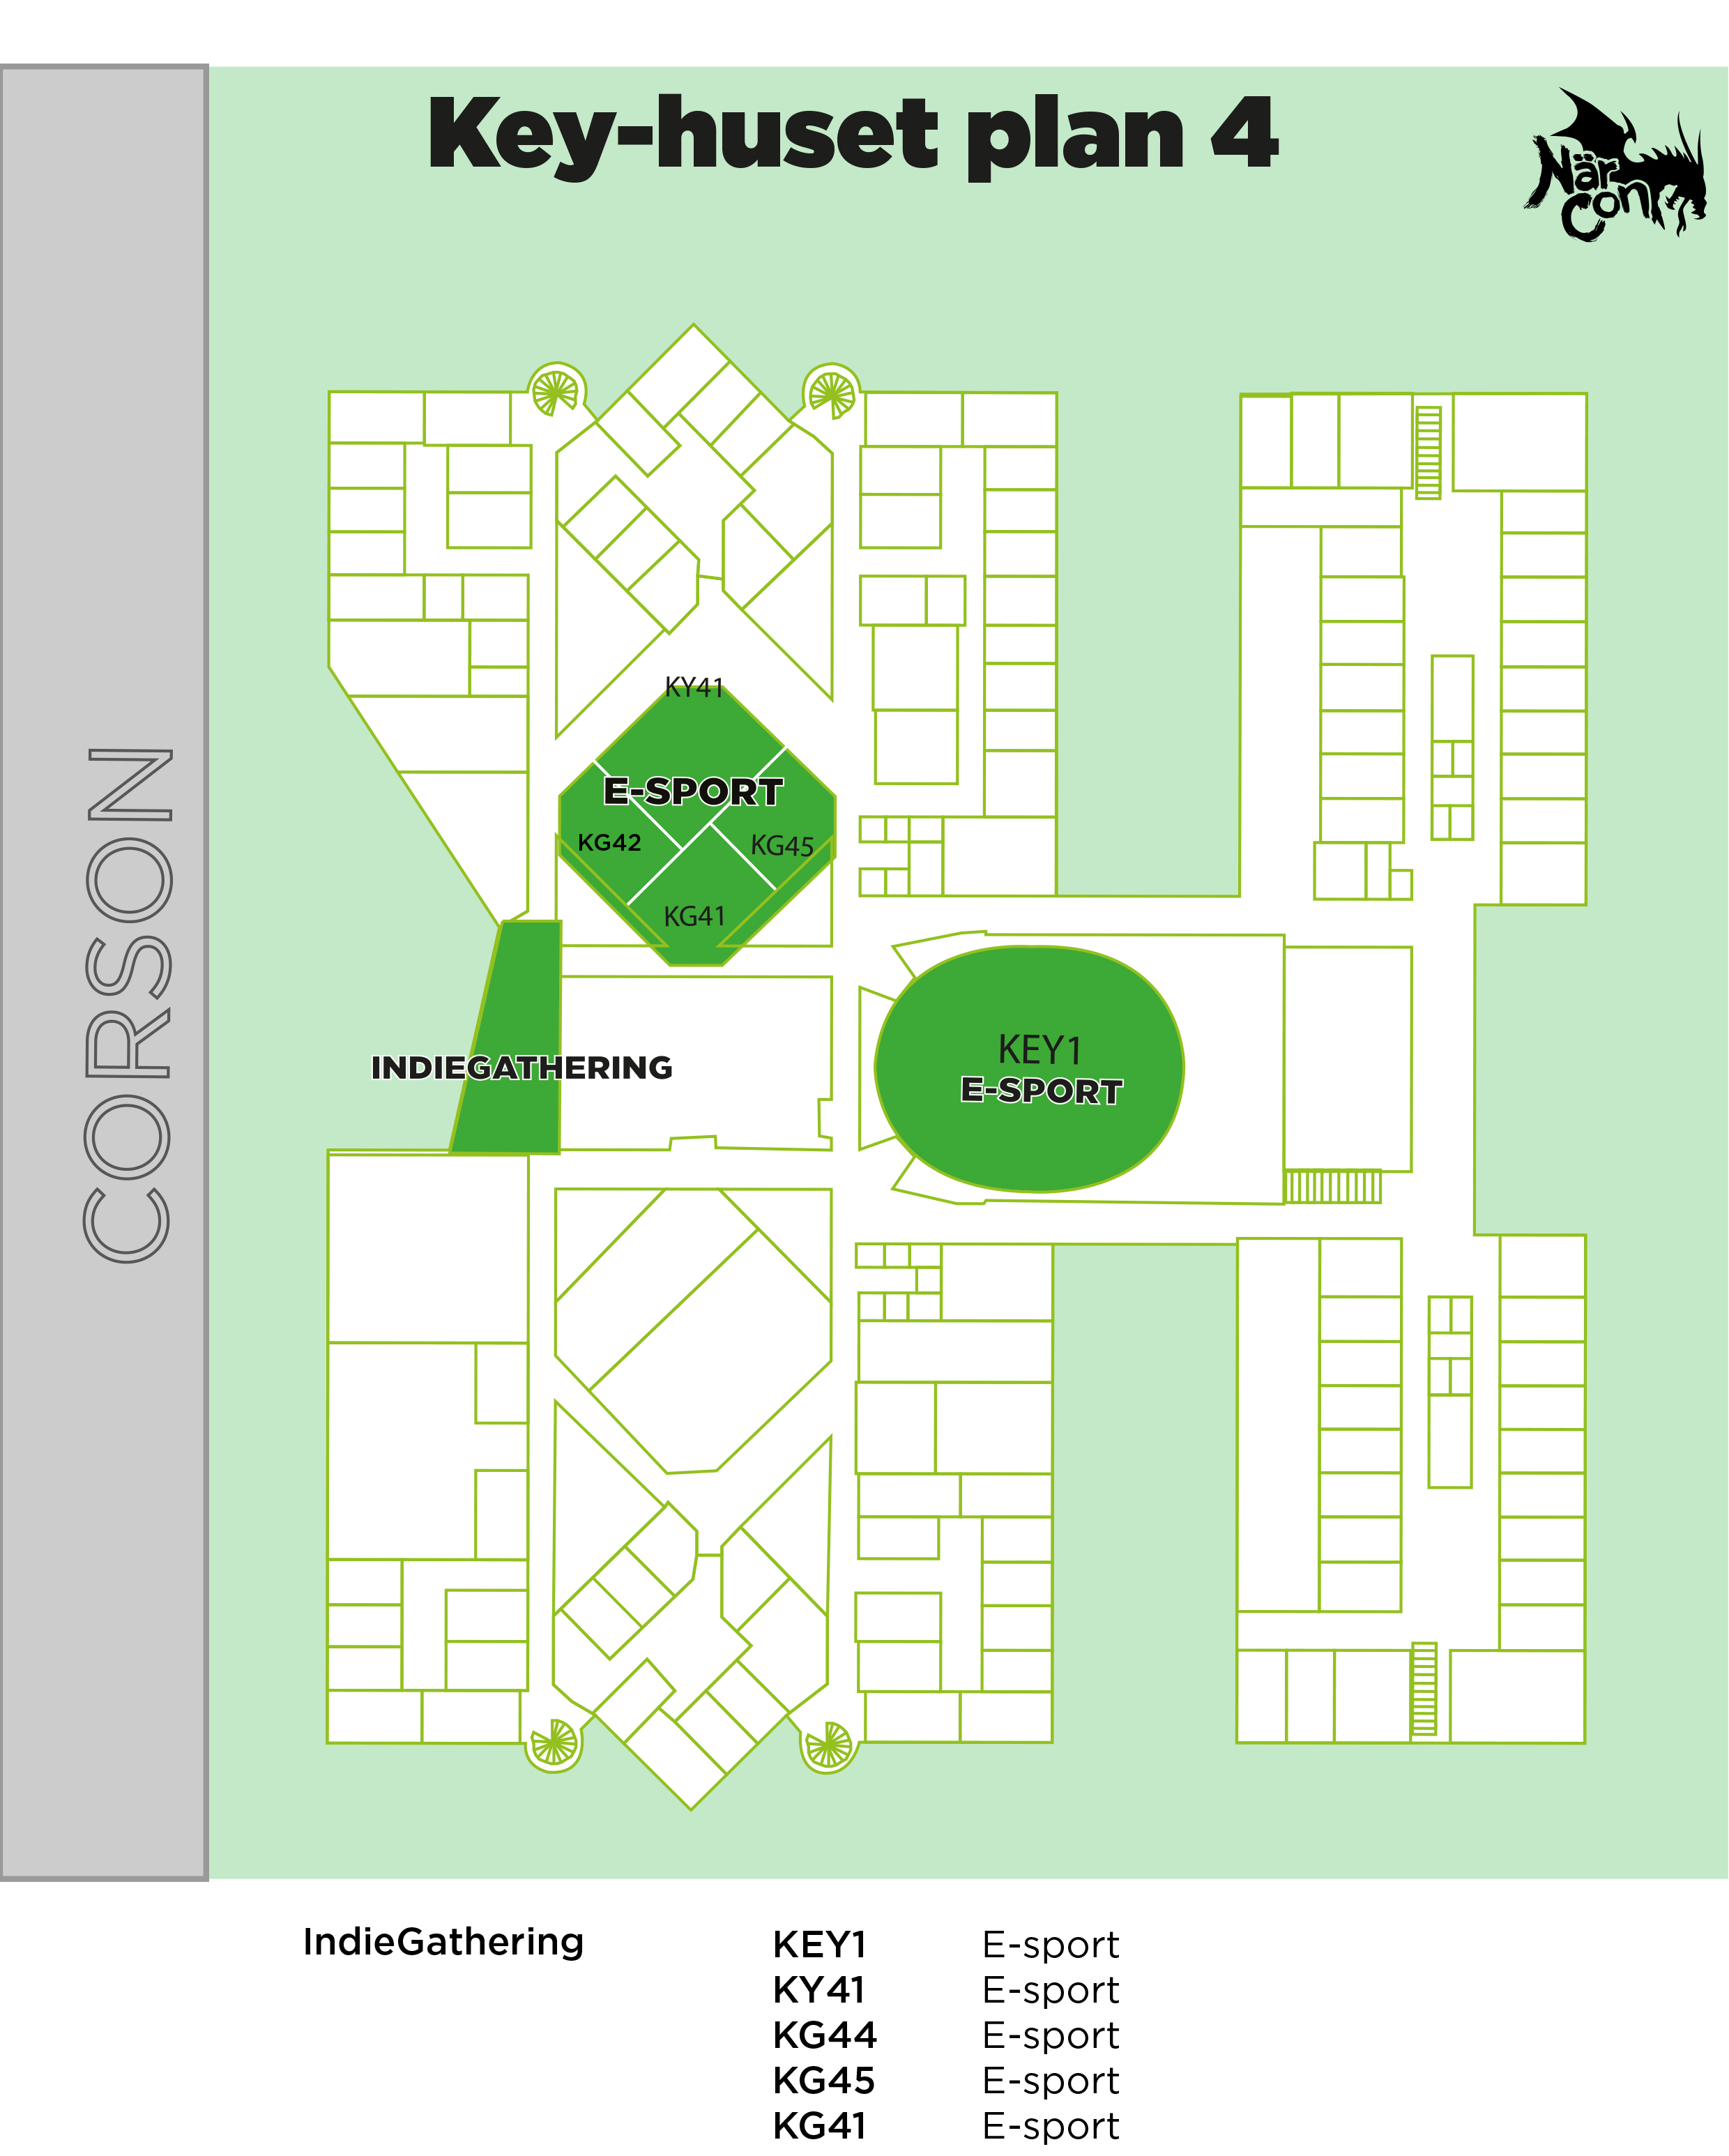 Key-huset plan 4
När
Con
CORSON
KY41
E-SPORT
KG42
KG45
KG41
INDIEGATHERING
KEY1
E-SPORT
IndieGathering
KEY1 E-sport
KY41 E-sport
KG44 E-sport
KG45 E-sport
KG41 E-sport